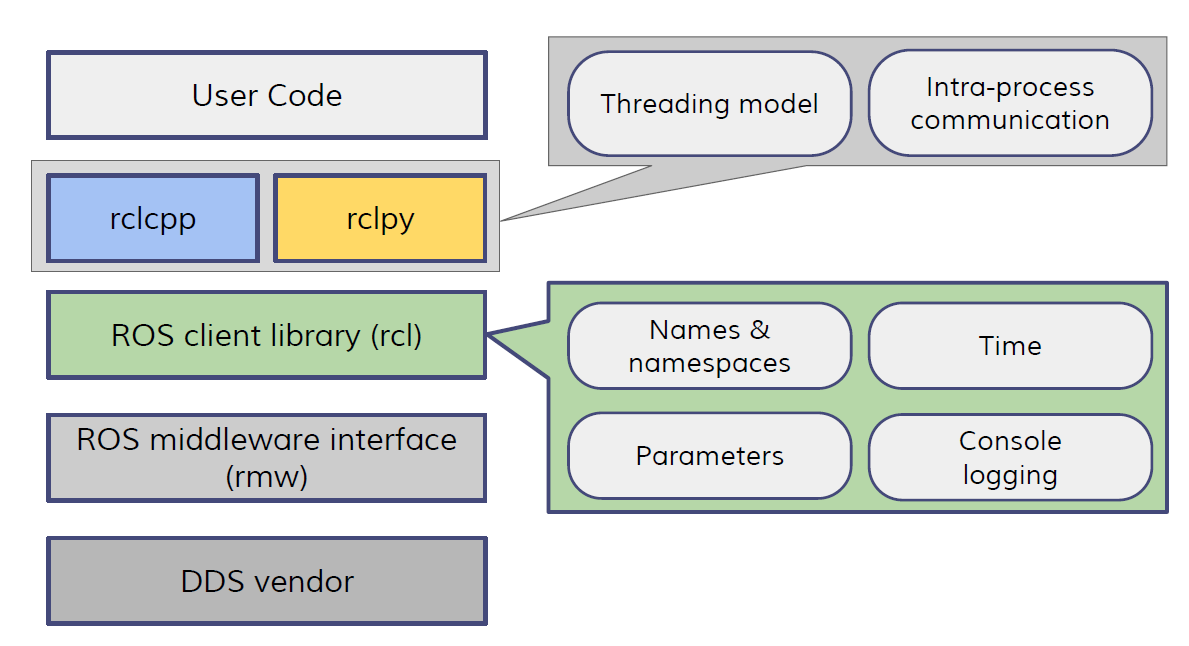 User Code
rclcpp
rclpy
ROS client library (rcl)
ROS middleware interface
(rmw)
DDS vendor
Threading model
Intra-process
communication
Names &
namespaces
Time
Parameters
Console
logging